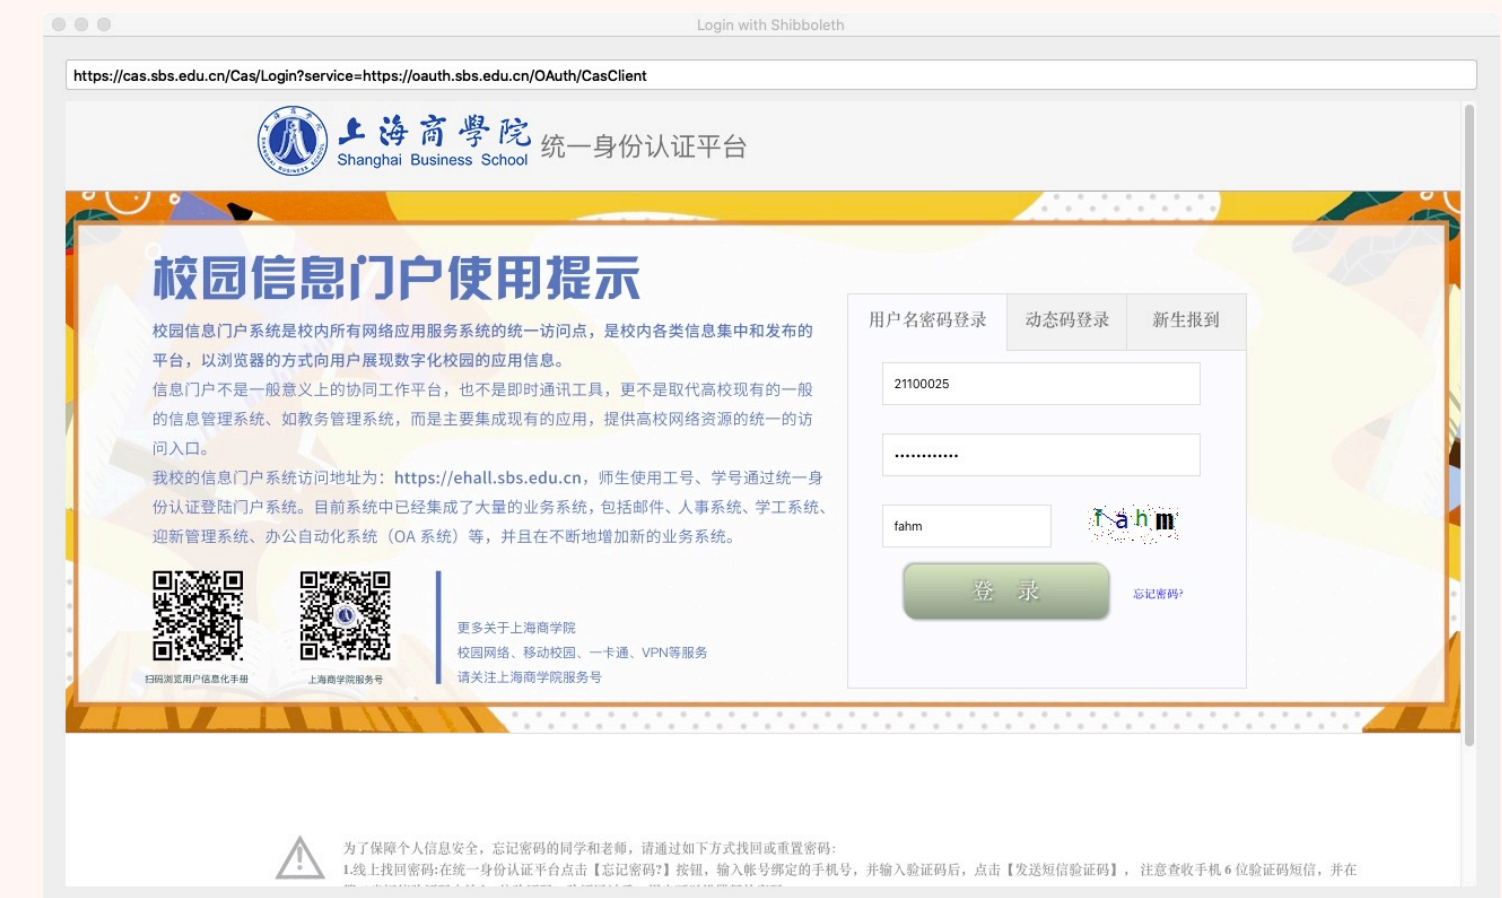 Login with Shibboleth
https://cas.sbs.edu.cn/Cas/Login?service=https://oauth.sbs.edu.cn/OAuth/CasClient
上海商學院
Shanghai Business School
统一身份认证平台
校园信息门户使用提示
校园信息门户系统是校内所有网络应用服务系统的统一访问点，是校内各类信息集中和发布的
平台，以浏览器的方式向用户展现数字化校园的应用信息。
信息门户不是一般意义上的协同工作平台，也不是即时通讯工具，更不是取代高校现有的一般
的信息管理系统、如教务管理系统，而是主要集成现有的应用，提供高校网络资源的统一的访
问入口。
我校的信息门户系统访问地址为：https://ehall.sbs.edu.cn，师生使用工号、学号通过统一身
份认证登陆门户系统。目前系统中已经集成了大量的业务系统，包括邮件、人事系统、学工系统、
迎新管理系统、办公自动化系统（OA 系统）等，并且在不断地增加新的业务系统。
扫码浏览用户信息化手册
上海商学院服务号
更多关于上海商学院
校园网络、移动校园、一卡通、VPN等服务
请关注上海商学院服务号
用户名密码登录 动态码登录 新生报到
21100025
••••••••••••
fahm
fahm
登 录
忘记密码?
为了保障个人信息安全，忘记密码的同学和老师，请通过如下方式找回或重置密码：
1.线上找回密码:在统一身份认证平台点击【忘记密码?】按钮，输入帐号绑定的手机号，并输入验证码后，点击【发送短信验证码】，注意查收手机 6 位验证码短信，并在